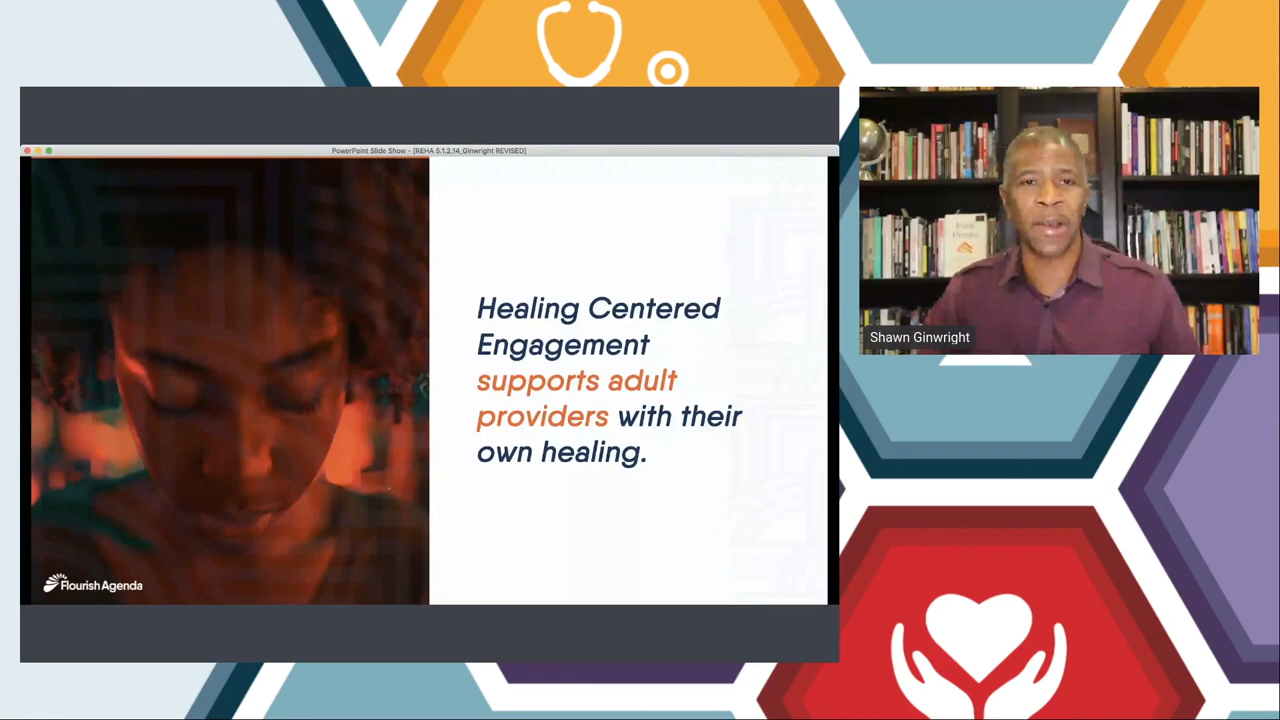 PowerPoint Slide Show - [REHA 5.1.2.14_Ginwright REVISED]
Healing Centered
Engagement
supports adult
providers with their
own healing.
Flourish Agenda
Shawn Ginwright